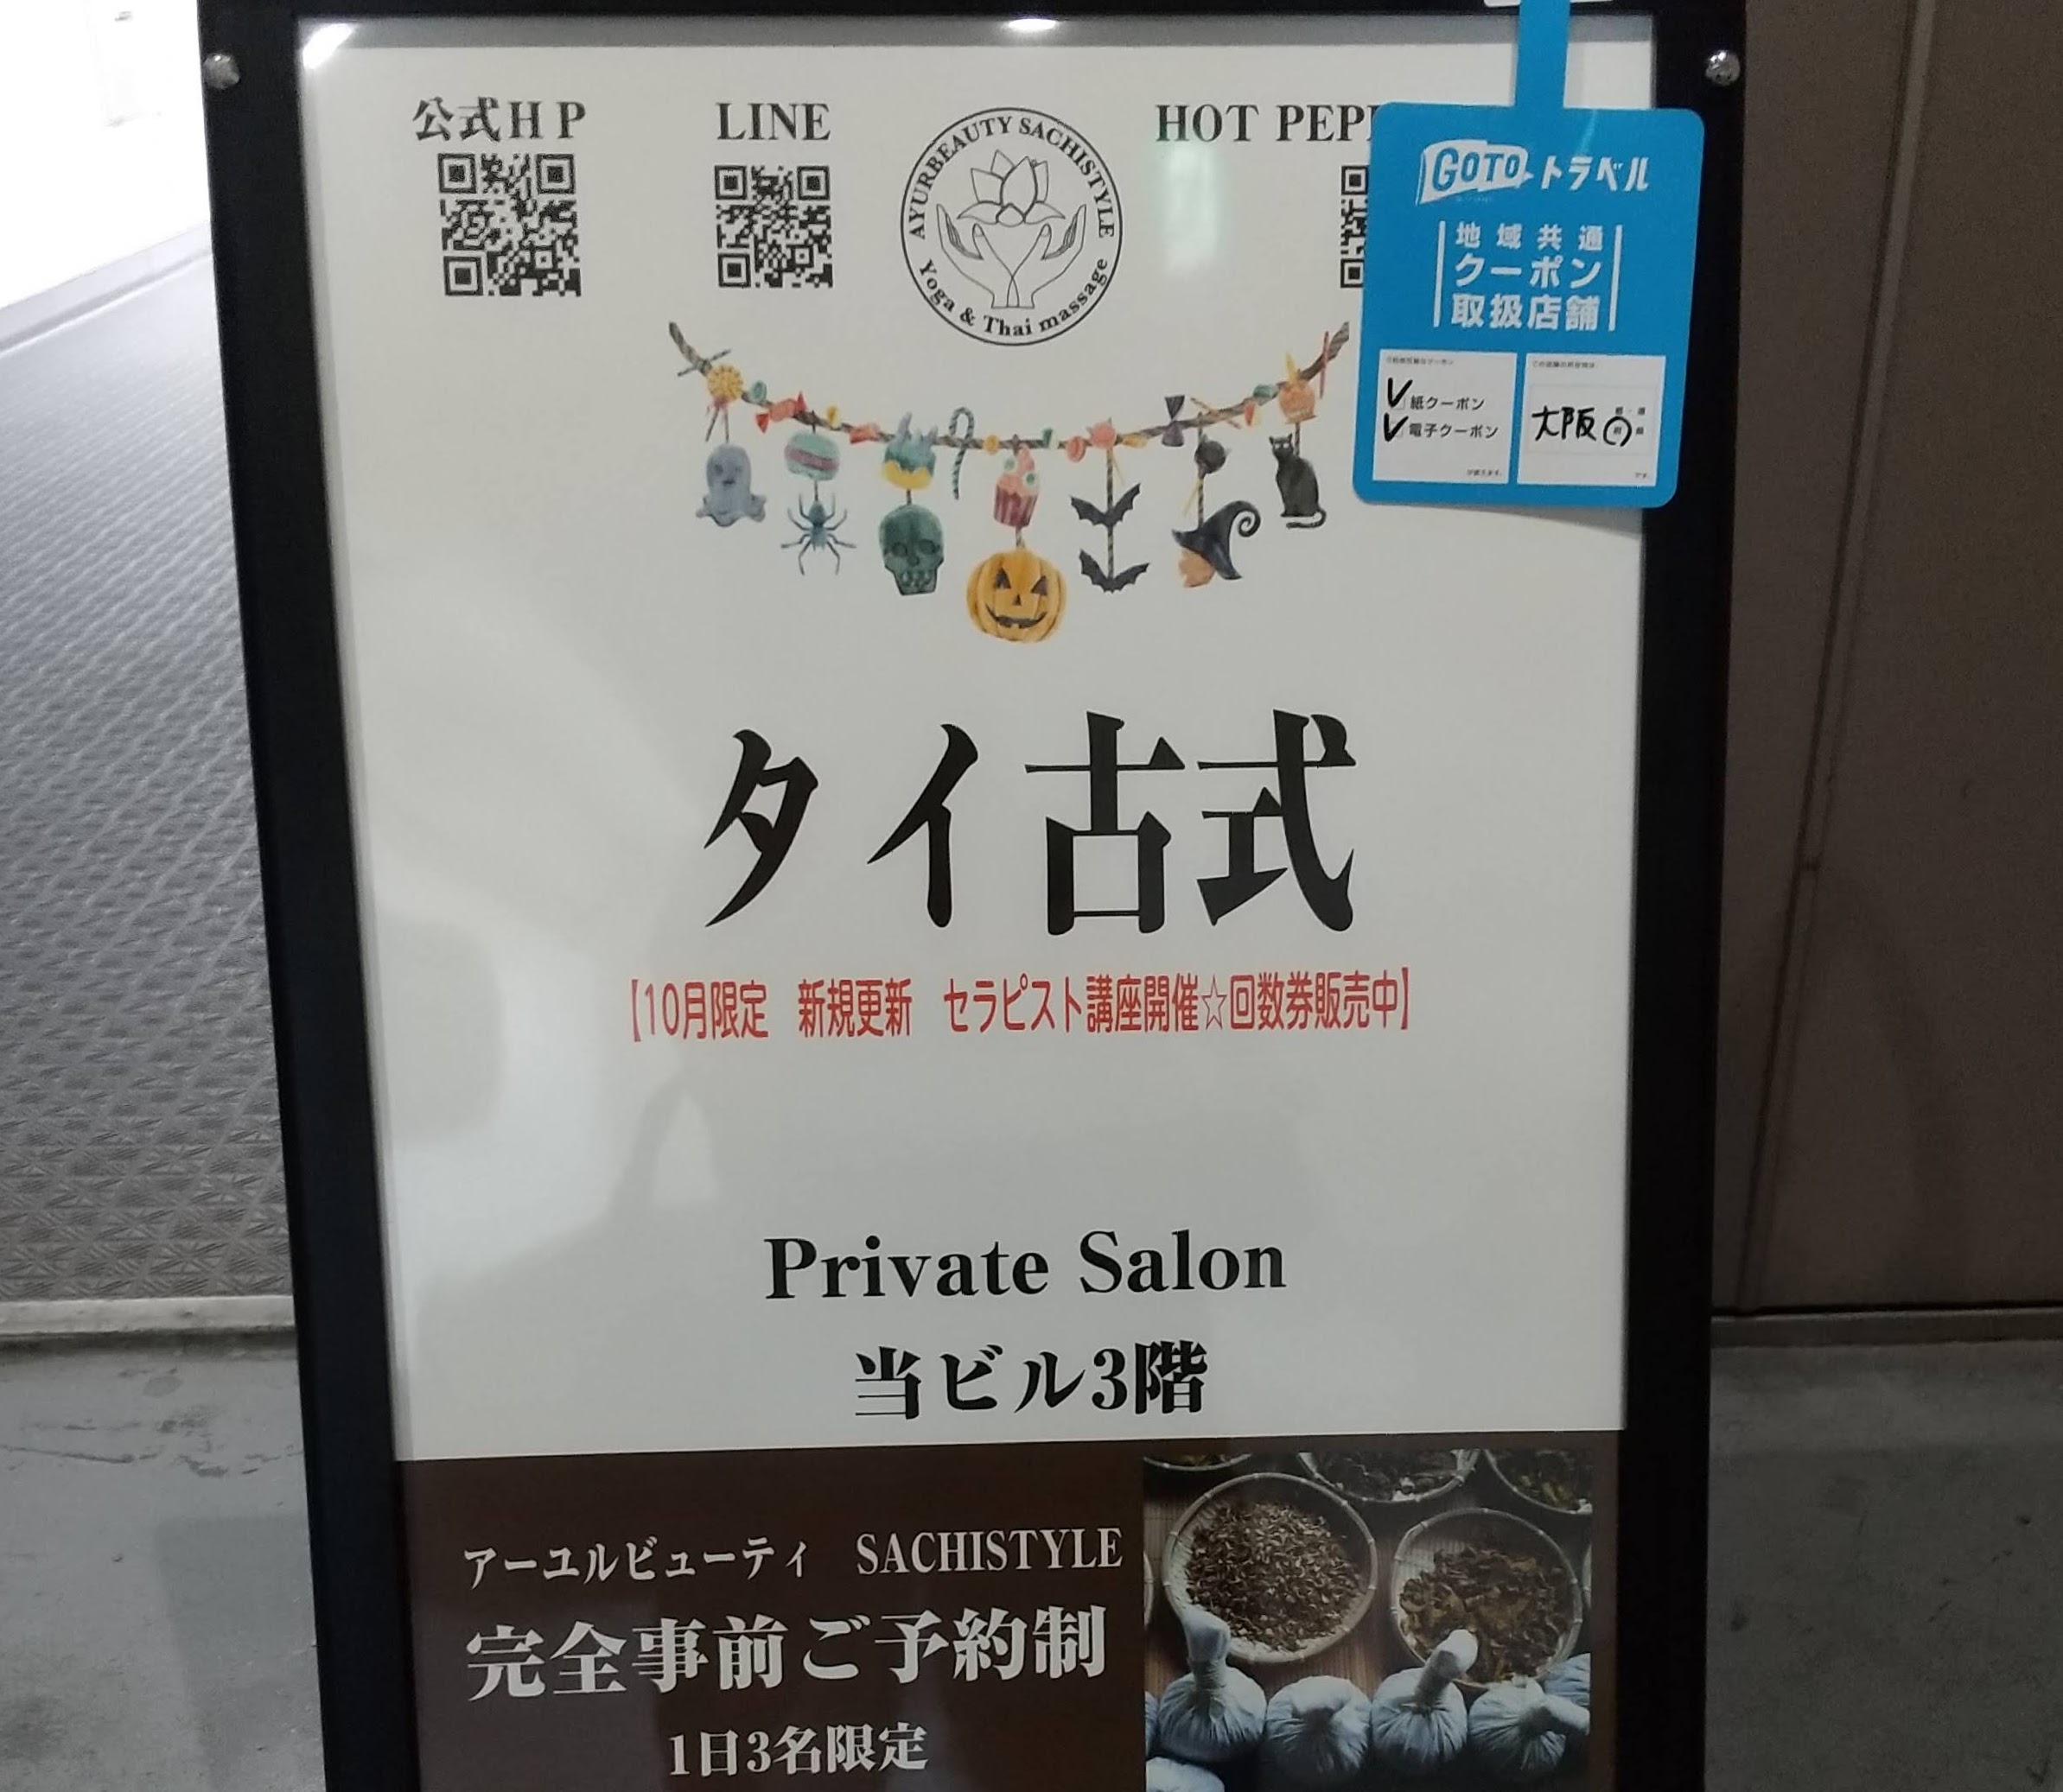 公式HP
LINE
HOT PEP
AYURBEAUTY SACHISTYLE
Yoga & Thai massage
GOTOトラベル
地域共通
クーポン
取扱店舗
紙クーポン
電子クーポン
大阪
タイ古式
【10月限定 新規更新 セラピスト講座開催☆回数券販売中】
Private Salon
当ビル3階
アーユルビューティ SACHISTYLE
完全事前ご予約制
1日3名限定